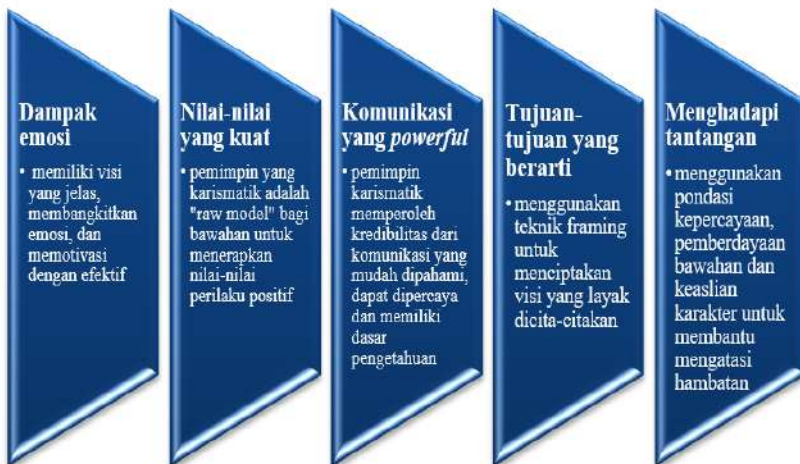 Dampak
emosi
• memiliki visi
yang jelas,
membangkitkan
emosi, dan
memotivasi
dengan efektif
Nilai-nilai
yang kuat
• pemimpin yang
karismatik adalah
"raw model" bagi
bawahan untuk
menerapkan
nilai-nilai
perilaku positif
Komunikasi
yang powerful
• pemimpin
karismatik
memperoleh
kredibilitas dari
komunikasi yang
mudah dipahami,
dapat dipercaya
dan memiliki
dasar
pengetahuan
Tujuan-
tujuan yang
berarti
• menggunakan
teknik framing
untuk
menciptakan
visi yang layak
dicita-citakan
Menghadapi
tantangan
• menggunakan
pondasi
kepercayaan,
pemberdayaan
bawahan dan
keaslian
karakter untuk
membantu
mengatasi
hambatan